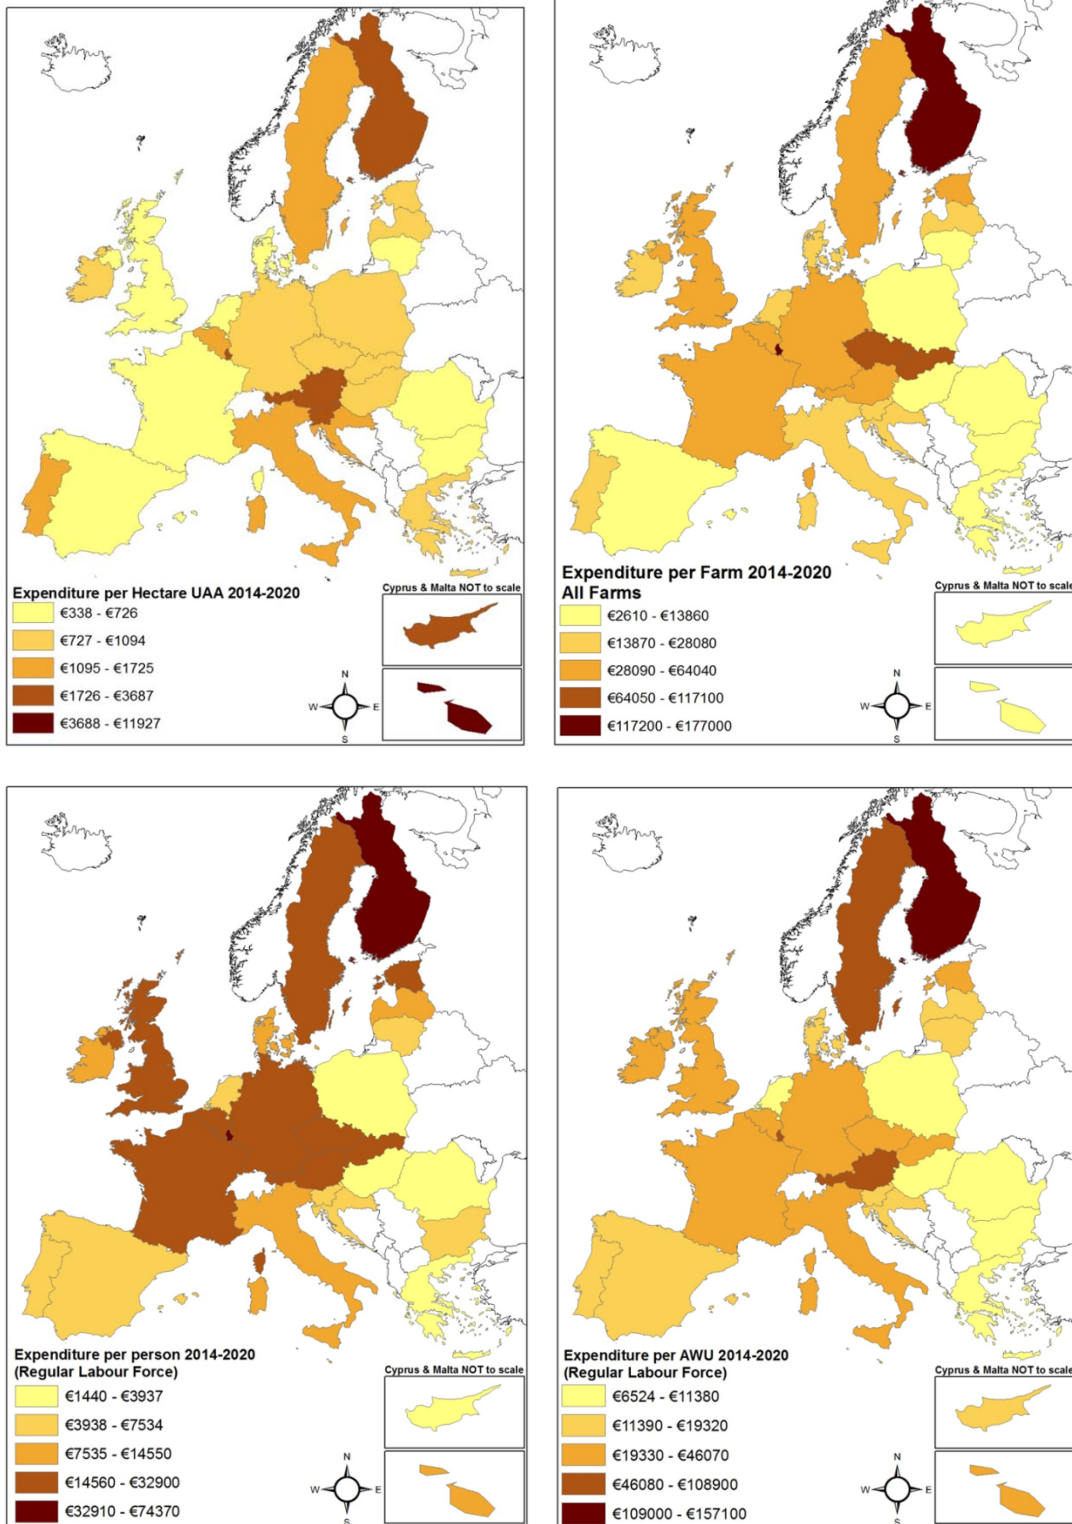 Expenditure per Hectare UAA 2014-2020
€338 - €726
€727 - €1094
€1095 - €1725
€1726 - €3687
€3688 - €11927
N
W E
S
Cyprus & Malta NOT to scale
Expenditure per Farm 2014-2020
All Farms
€2610 - €13860
€13870 - €28080
€28090 - €64040
€64050 - €117100
€117200 - €177000
N
W E
S
Cyprus & Malta NOT to scale
Expenditure per person 2014-2020
(Regular Labour Force)
€1440 - €3937
€3938 - €7534
€7535 - €14550
€14560 - €32900
€32910 - €74370
N
W E
S
Cyprus & Malta NOT to scale
Expenditure per AWU 2014-2020
(Regular Labour Force)
€6524 - €11380
€11390 - €19320
€19330 - €46070
€46080 - €108900
€109000 - €157100
N
W E
S
Cyprus & Malta NOT to scale